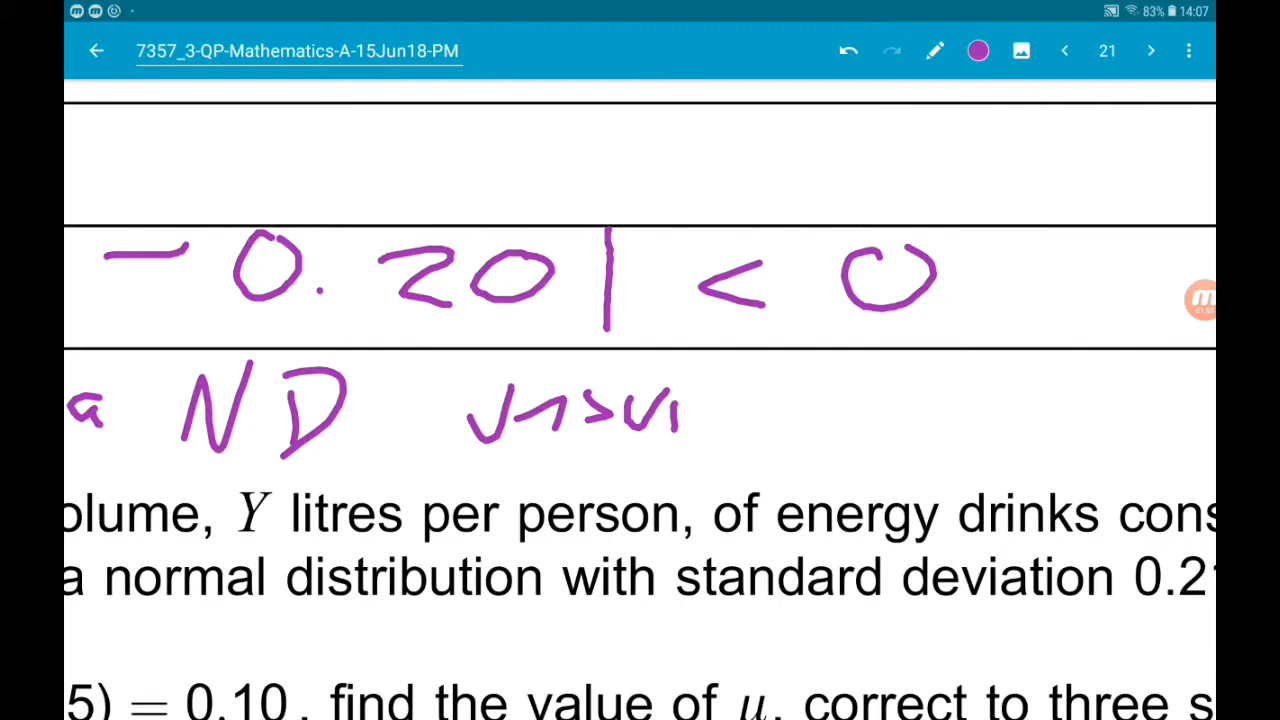 83% 14:07
7357_3-QP-Mathematics-A-15Jun18-PM
21
- 0.201 < 0
a ND
olume, Y litres per person, of energy drinks cons
a normal distribution with standard deviation 0.21
5) = 0.10, find the value of μ, correct to three s